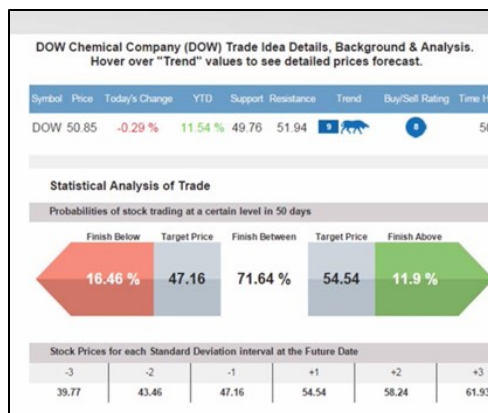 DOW Chemical Company (DOW) Trade Idea Details, Background & Analysis.
Hover over "Trend" values to see detailed prices forecast.
Symbol Price Today's Change YTD Support Resistance Trend Buy/Sell Rating Time H
DOW 50.85 -0.29 % 11.54 % 49.76 51.94 9 8
Statistical Analysis of Trade
Probabilities of stock trading at a certain level in 50 days
Finish Below Target Price Finish Between Target Price Finish Above
16.46 % 47.16 71.64 % 54.54 11.9 %
Stock Prices for each Standard Deviation interval at the Future Date
-3 -2 -1 +1 +2 +3
39.77 43.46 47.16 54.54 58.24 61.93